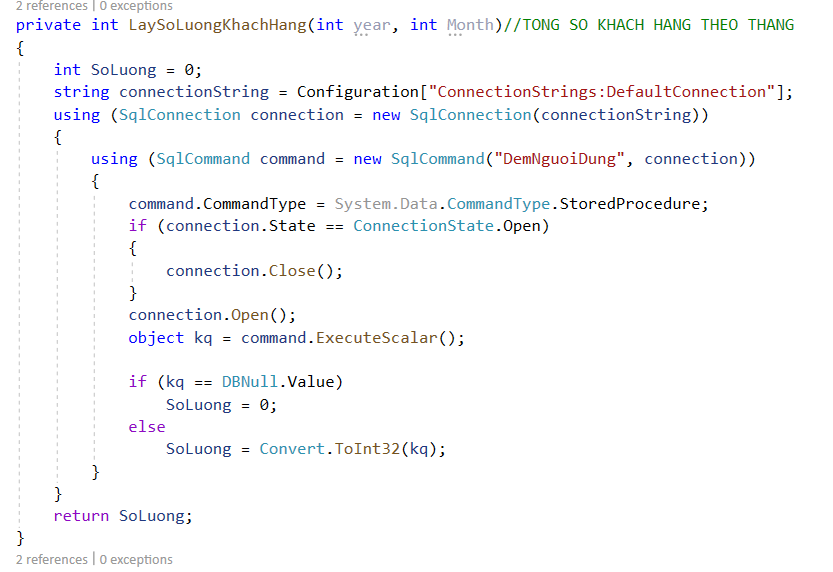 2 references | 0 exceptions
private int LaySoLuongKhachHang(int year, int Month)//TONG SO KHACH HANG THEO THANG
{
    int SoLuong = 0;
    string connectionString = Configuration["ConnectionStrings:DefaultConnection"];
    using (SqlConnection connection = new SqlConnection(connectionString))
    {
        using (SqlCommand command = new SqlCommand("DemNguoiDung", connection))
        {
            command.CommandType = System.Data.CommandType.StoredProcedure;
            if (connection.State == ConnectionState.Open)
            {
                connection.Close();
            }
            connection.Open();
            object kq = command.ExecuteScalar();

            if (kq == DBNull.Value)
                SoLuong = 0;
            else
                SoLuong = Convert.ToInt32(kq);
        }
    }
    return SoLuong;
}
2 references | 0 exceptions